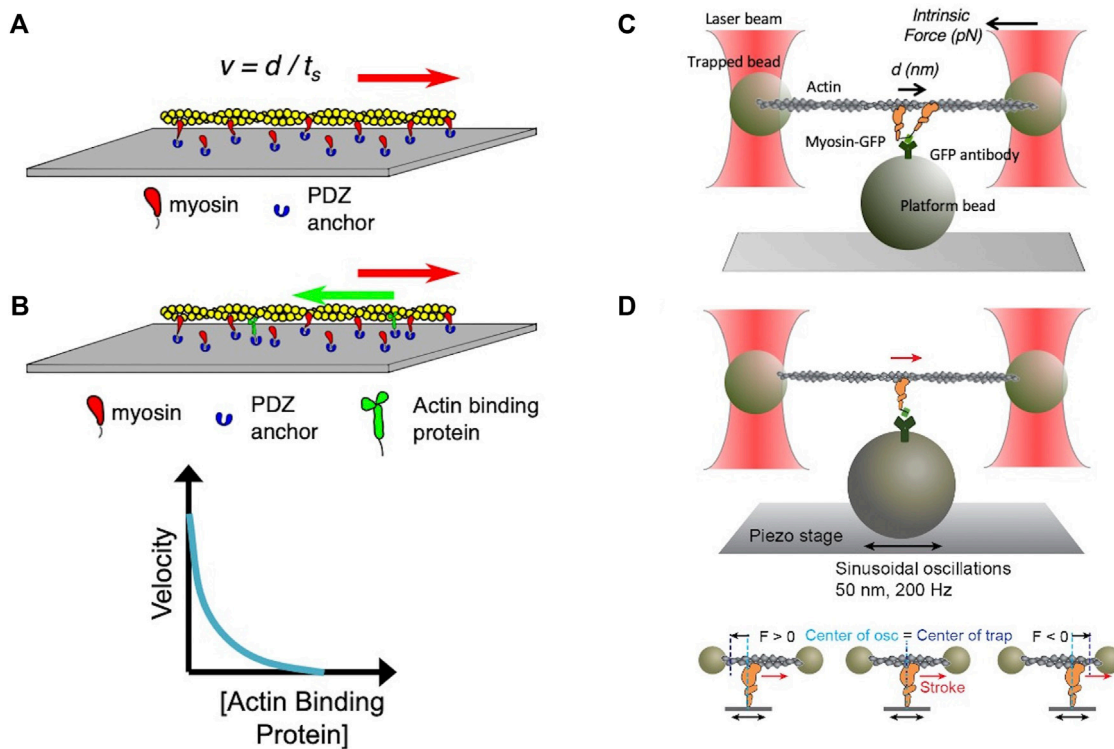 A
v = d / tₛ
myosin
PDZ
anchor
B
myosin
PDZ
anchor
Actin binding
protein
Velocity
[Actin Binding
Protein]
C
Laser beam
Intrinsic
Force (pN)
Trapped bead
d (nm)
Actin
Myosin-GFP
GFP antibody
Platform bead
D
Piezo stage
Sinusoidal oscillations
50 nm, 200 Hz
F > 0
Center of osc = Center of trap
F < 0
Stroke